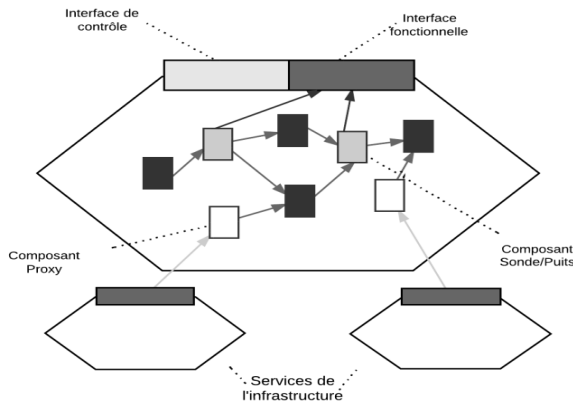 Interface de
contrôle
Interface
fonctionnelle
Composant
Proxy
Composant
Sonde/Puits
Services de
l'infrastructure